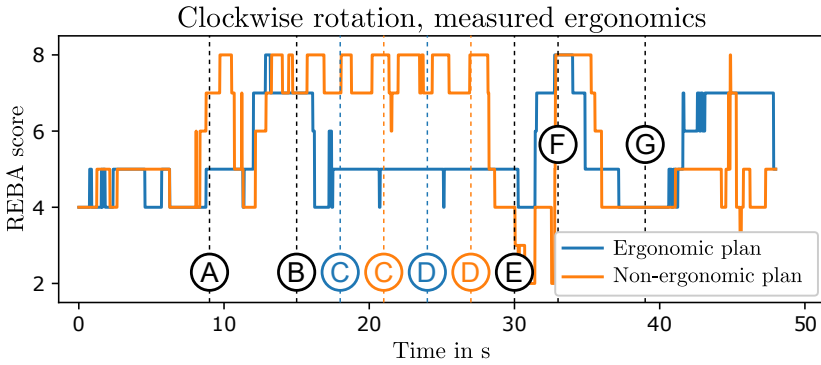 Clockwise rotation, measured ergonomics
REBA score
8
6
4
2
F
G
A
B
C
C
D
D
E
Ergonomic plan
Non-ergonomic plan
0
10
20
30
40
50
Time in s